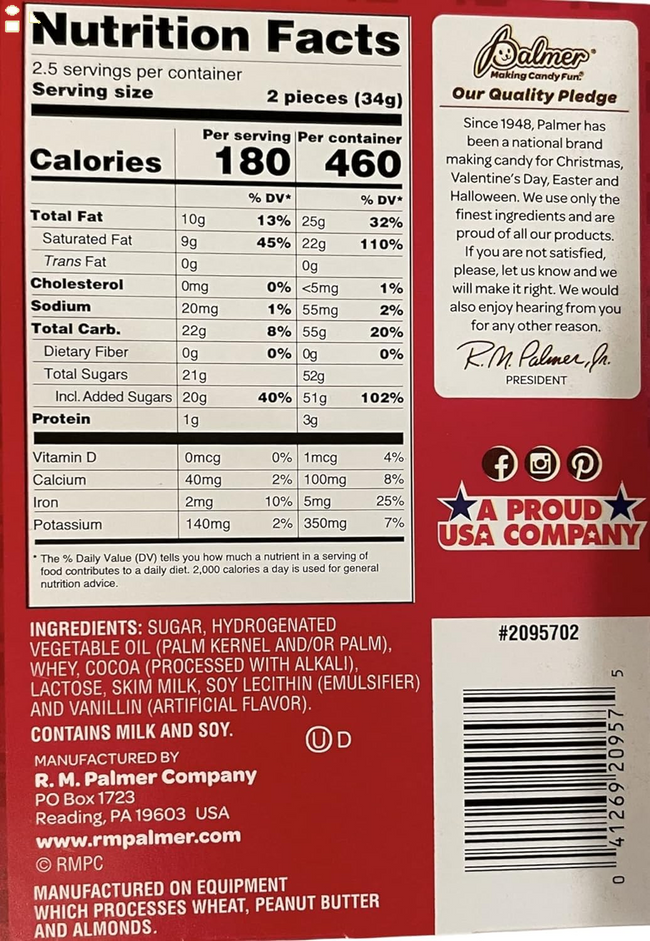 Nutrition Facts
2.5 servings per container
Serving size 2 pieces (34g)
Per serving Per container
Calories 180 460
% DV* % DV*
Total Fat 10g 13% 25g 32%
Saturated Fat 9g 45% 22g 110%
Trans Fat 0g 0g
Cholesterol 0mg 0% <5mg 1%
Sodium 20mg 1% 55mg 2%
Total Carb. 22g 8% 55g 20%
Dietary Fiber 0g 0% 0g 0%
Total Sugars 21g 52g
Incl. Added Sugars 20g 40% 51g 102%
Protein 1g 3g
Vitamin D 0mcg 0% 1mcg 4%
Calcium 40mg 2% 100mg 8%
Iron 2mg 10% 5mg 25%
Potassium 140mg 2% 350mg 7%
* The % Daily Value (DV) tells you how much a nutrient in a serving of
food contributes to a daily diet. 2,000 calories a day is used for general
nutrition advice.
INGREDIENTS: SUGAR, HYDROGENATED
VEGETABLE OIL (PALM KERNEL AND/OR PALM),
WHEY, COCOA (PROCESSED WITH ALKALI),
LACTOSE, SKIM MILK, SOY LECITHIN (EMULSIFIER)
AND VANILLIN (ARTIFICIAL FLAVOR).
CONTAINS MILK AND SOY.
Ⓤ D
MANUFACTURED BY
R. M. Palmer Company
PO Box 1723
Reading, PA 19603 USA
www.rmpalmer.com
© RMPC
MANUFACTURED ON EQUIPMENT
WHICH PROCESSES WHEAT, PEANUT BUTTER
AND ALMONDS.
Palmer®
Making Candy Fun.®
Our Quality Pledge
Since 1948, Palmer has
been a national brand
making candy for Christmas,
Valentine's Day, Easter and
Halloween. We use only the
finest ingredients and are
proud of all our products.
If you are not satisfied,
please, let us know and we
will make it right. We would
also enjoy hearing from you
for any other reason.
R. M. Palmer, Jr.
PRESIDENT
A PROUD
USA COMPANY
#2095702
0 41269 20957 5